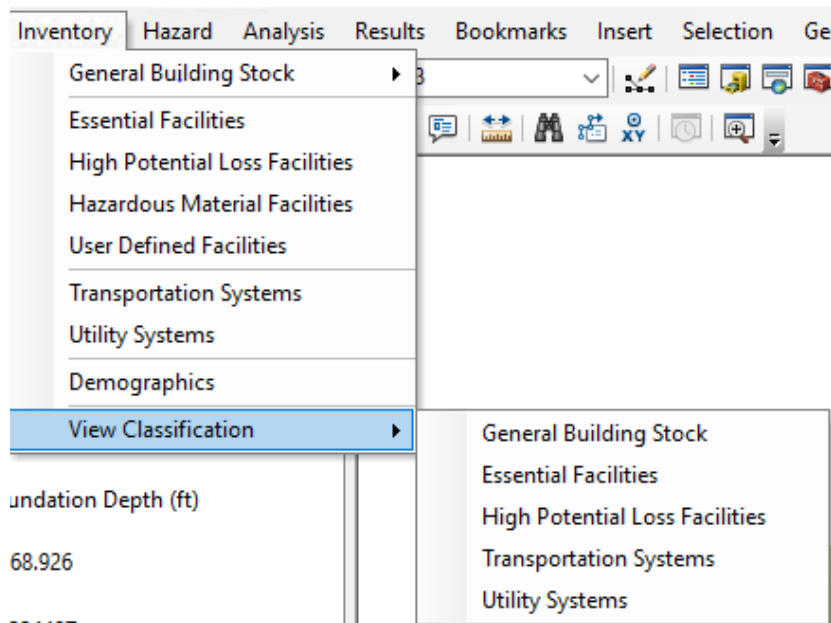 Inventory Hazard Analysis Results Bookmarks Insert Selection Ge
General Building Stock
Essential Facilities
High Potential Loss Facilities
Hazardous Material Facilities
User Defined Facilities
Transportation Systems
Utility Systems
Demographics
View Classification
XY
General Building Stock
Essential Facilities
High Potential Loss Facilities
Transportation Systems
Utility Systems
undation Depth (ft)
68.926